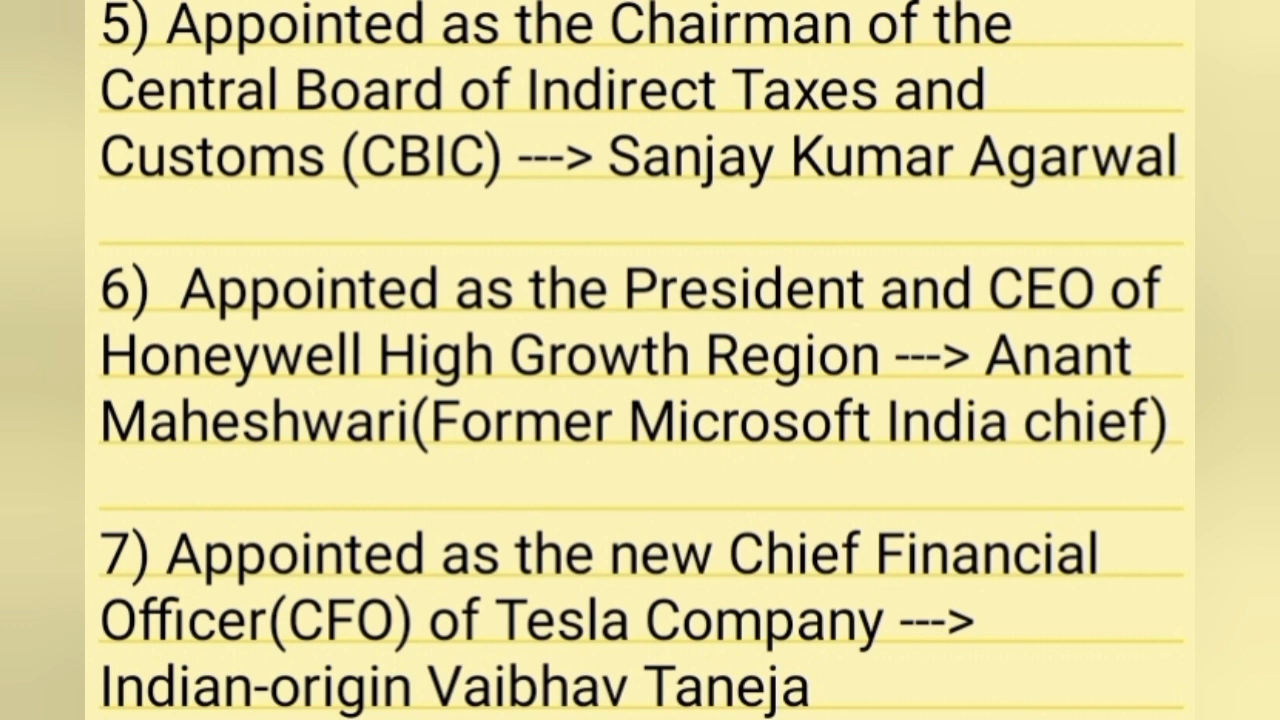 5) Appointed as the Chairman of the
Central Board of Indirect Taxes and
Customs (CBIC) ---> Sanjay Kumar Agarwal
6)  Appointed as the President and CEO of
Honeywell High Growth Region ---> Anant
Maheshwari(Former Microsoft India chief)
7) Appointed as the new Chief Financial
Officer(CFO) of Tesla Company --->
Indian-origin Vaibhav Taneja